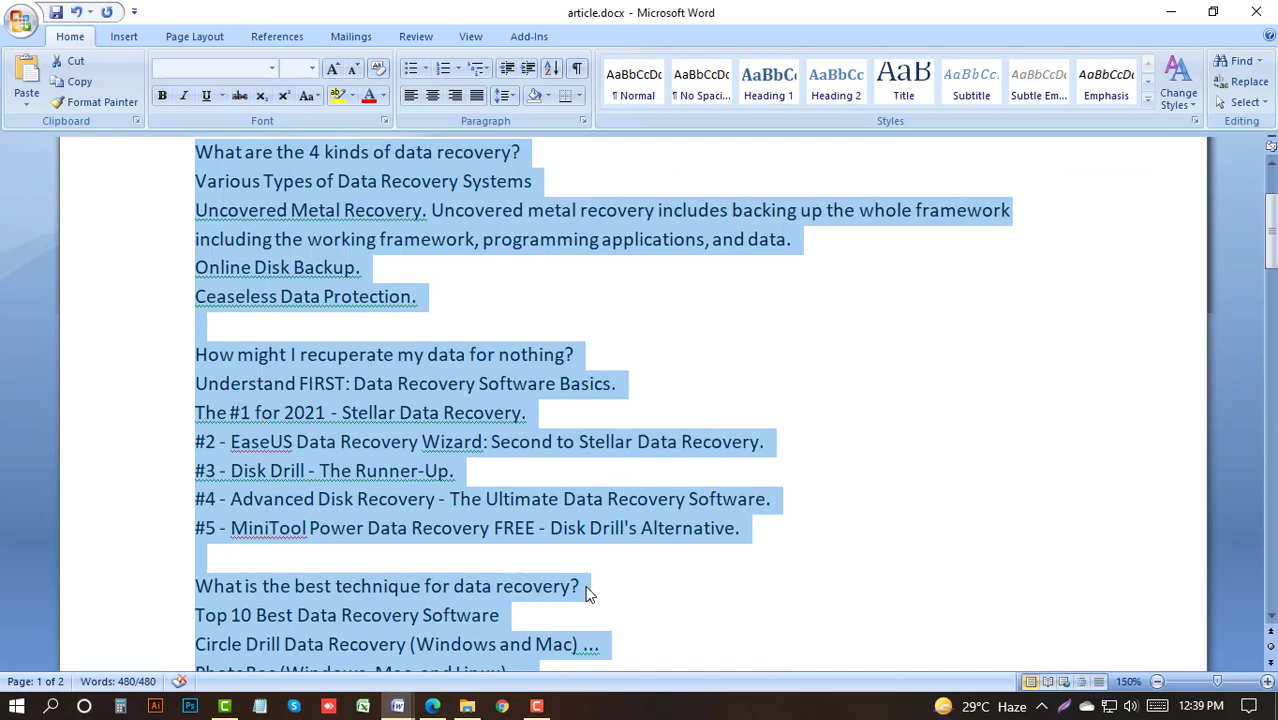 article.docx - Microsoft Word
Home Insert Page Layout References Mailings Review View Add-Ins
Paste
Cut
Copy
Format Painter
Clipboard
Font
Paragraph
AaBbCcDc AaBbCcDc AaBbC AaBbCc AaB AaBbCc. AaBbCcDc AaBbCcDc
¶ Normal ¶ No Spaci... Heading 1 Heading 2 Title Subtitle Subtle Em... Emphasis
Change Styles
Styles
Find
Replace
Select
Editing
What are the 4 kinds of data recovery?
Various Types of Data Recovery Systems
Uncovered Metal Recovery. Uncovered metal recovery includes backing up the whole framework
including the working framework, programming applications, and data.
Online Disk Backup.
Ceaseless Data Protection.
How might I recuperate my data for nothing?
Understand FIRST: Data Recovery Software Basics.
The #1 for 2021 - Stellar Data Recovery.
#2 - EaseUS Data Recovery Wizard: Second to Stellar Data Recovery.
#3 - Disk Drill - The Runner-Up.
#4 - Advanced Disk Recovery - The Ultimate Data Recovery Software.
#5 - MiniTool Power Data Recovery FREE - Disk Drill's Alternative.
What is the best technique for data recovery?
Top 10 Best Data Recovery Software
Circle Drill Data Recovery (Windows and Mac) ...
Page: 1 of 2 Words: 480/480 150%
29°C Haze 12:39 PM